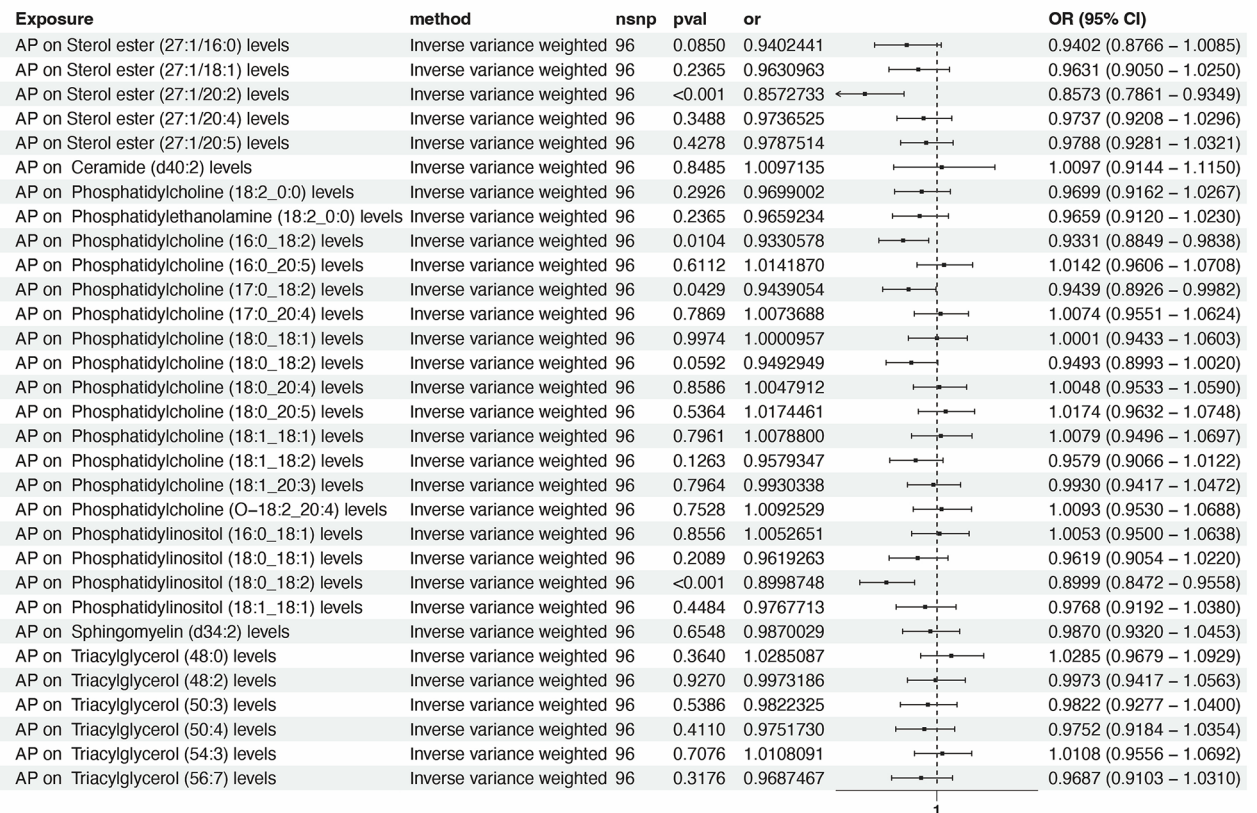 Exposure method nsnp pval or OR (95% CI)
AP on Sterol ester (27:1/16:0) levels Inverse variance weighted 96 0.0850 0.9402441 0.9402 (0.8766 − 1.0085)
AP on Sterol ester (27:1/18:1) levels Inverse variance weighted 96 0.2365 0.9630963 0.9631 (0.9050 − 1.0250)
AP on Sterol ester (27:1/20:2) levels Inverse variance weighted 96 <0.001 0.8572733 0.8573 (0.7861 − 0.9349)
AP on Sterol ester (27:1/20:4) levels Inverse variance weighted 96 0.3488 0.9736525 0.9737 (0.9208 − 1.0296)
AP on Sterol ester (27:1/20:5) levels Inverse variance weighted 96 0.4278 0.9787514 0.9788 (0.9281 − 1.0321)
AP on Ceramide (d40:2) levels Inverse variance weighted 96 0.8485 1.0097135 1.0097 (0.9144 − 1.1150)
AP on Phosphatidylcholine (18:2_0:0) levels Inverse variance weighted 96 0.2926 0.9699002 0.9699 (0.9162 − 1.0267)
AP on Phosphatidylethanolamine (18:2_0:0) levels Inverse variance weighted 96 0.2365 0.9659234 0.9659 (0.9120 − 1.0230)
AP on Phosphatidylcholine (16:0_18:2) levels Inverse variance weighted 96 0.0104 0.9330578 0.9331 (0.8849 − 0.9838)
AP on Phosphatidylcholine (16:0_20:5) levels Inverse variance weighted 96 0.6112 1.0141870 1.0142 (0.9606 − 1.0708)
AP on Phosphatidylcholine (17:0_18:2) levels Inverse variance weighted 96 0.0429 0.9439054 0.9439 (0.8926 − 0.9982)
AP on Phosphatidylcholine (17:0_20:4) levels Inverse variance weighted 96 0.7869 1.0073688 1.0074 (0.9551 − 1.0624)
AP on Phosphatidylcholine (18:0_18:1) levels Inverse variance weighted 96 0.9974 1.0000957 1.0001 (0.9433 − 1.0603)
AP on Phosphatidylcholine (18:0_18:2) levels Inverse variance weighted 96 0.0592 0.9492949 0.9493 (0.8993 − 1.0020)
AP on Phosphatidylcholine (18:0_20:4) levels Inverse variance weighted 96 0.8586 1.0047912 1.0048 (0.9533 − 1.0590)
AP on Phosphatidylcholine (18:0_20:5) levels Inverse variance weighted 96 0.5364 1.0174461 1.0174 (0.9632 − 1.0748)
AP on Phosphatidylcholine (18:1_18:1) levels Inverse variance weighted 96 0.7961 1.0078800 1.0079 (0.9496 − 1.0697)
AP on Phosphatidylcholine (18:1_18:2) levels Inverse variance weighted 96 0.1263 0.9579347 0.9579 (0.9066 − 1.0122)
AP on Phosphatidylcholine (18:1_20:3) levels Inverse variance weighted 96 0.7964 0.9930338 0.9930 (0.9417 − 1.0472)
AP on Phosphatidylcholine (O−18:2_20:4) levels Inverse variance weighted 96 0.7528 1.0092529 1.0093 (0.9530 − 1.0688)
AP on Phosphatidylinositol (16:0_18:1) levels Inverse variance weighted 96 0.8556 1.0052651 1.0053 (0.9500 − 1.0638)
AP on Phosphatidylinositol (18:0_18:1) levels Inverse variance weighted 96 0.2089 0.9619263 0.9619 (0.9054 − 1.0220)
AP on Phosphatidylinositol (18:0_18:2) levels Inverse variance weighted 96 <0.001 0.8998748 0.8999 (0.8472 − 0.9558)
AP on Phosphatidylinositol (18:1_18:1) levels Inverse variance weighted 96 0.4484 0.9767713 0.9768 (0.9192 − 1.0380)
AP on Sphingomyelin (d34:2) levels Inverse variance weighted 96 0.6548 0.9870029 0.9870 (0.9320 − 1.0453)
AP on Triacylglycerol (48:0) levels Inverse variance weighted 96 0.3640 1.0285087 1.0285 (0.9679 − 1.0929)
AP on Triacylglycerol (48:2) levels Inverse variance weighted 96 0.9270 0.9973186 0.9973 (0.9417 − 1.0563)
AP on Triacylglycerol (50:3) levels Inverse variance weighted 96 0.5386 0.9822325 0.9822 (0.9277 − 1.0400)
AP on Triacylglycerol (50:4) levels Inverse variance weighted 96 0.4110 0.9751730 0.9752 (0.9184 − 1.0354)
AP on Triacylglycerol (54:3) levels Inverse variance weighted 96 0.7076 1.0108091 1.0108 (0.9556 − 1.0692)
AP on Triacylglycerol (56:7) levels Inverse variance weighted 96 0.3176 0.9687467 0.9687 (0.9103 − 1.0310)
1